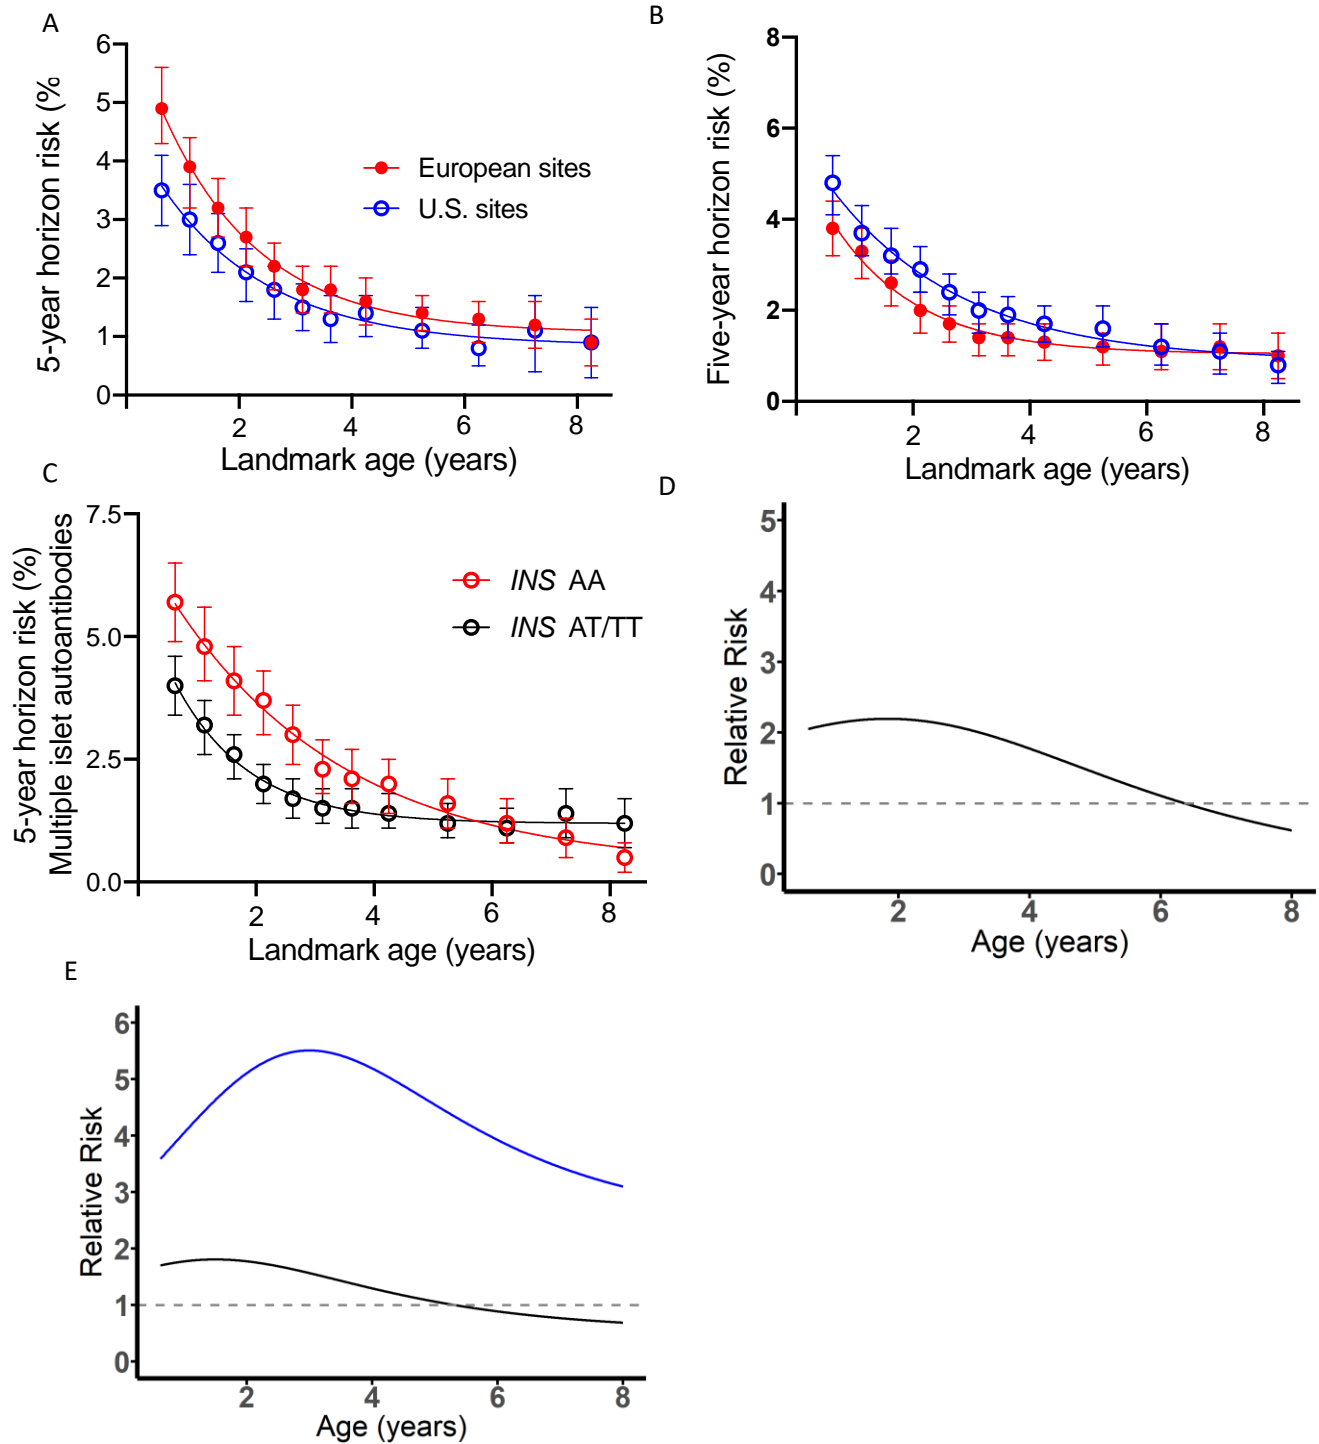 A
5-year horizon risk (%
6
5
4
3
2
1
0
European sites
U.S. sites
2
4
6
8
Landmark age (years)
B
Five-year horizon risk (%)
8
6
4
2
0
2
4
6
8
Landmark age (years)
C
5-year horizon risk (%)
Multiple islet autoantibodies
7.5
5.0
2.5
0.0
INS AA
INS AT/TT
2
4
6
8
Landmark age (years)
D
Relative Risk
5
4
3
2
1
0
2
4
6
8
Age (years)
E
Relative Risk
6
5
4
3
2
1
0
2
4
6
8
Age (years)